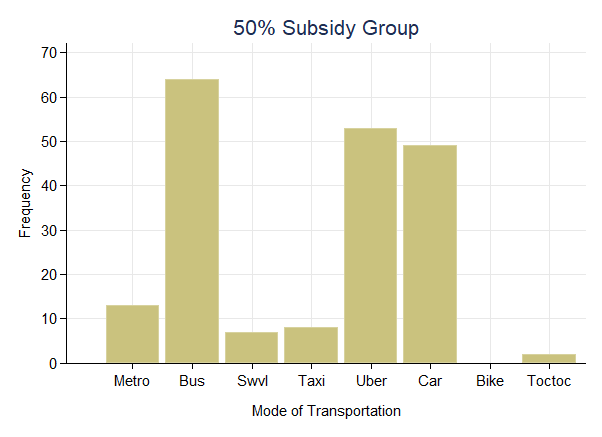 50% Subsidy Group
70
60
50
40
30
20
10
0
Frequency
Metro Bus Swvl Taxi Uber Car Bike Toctoc
Mode of Transportation